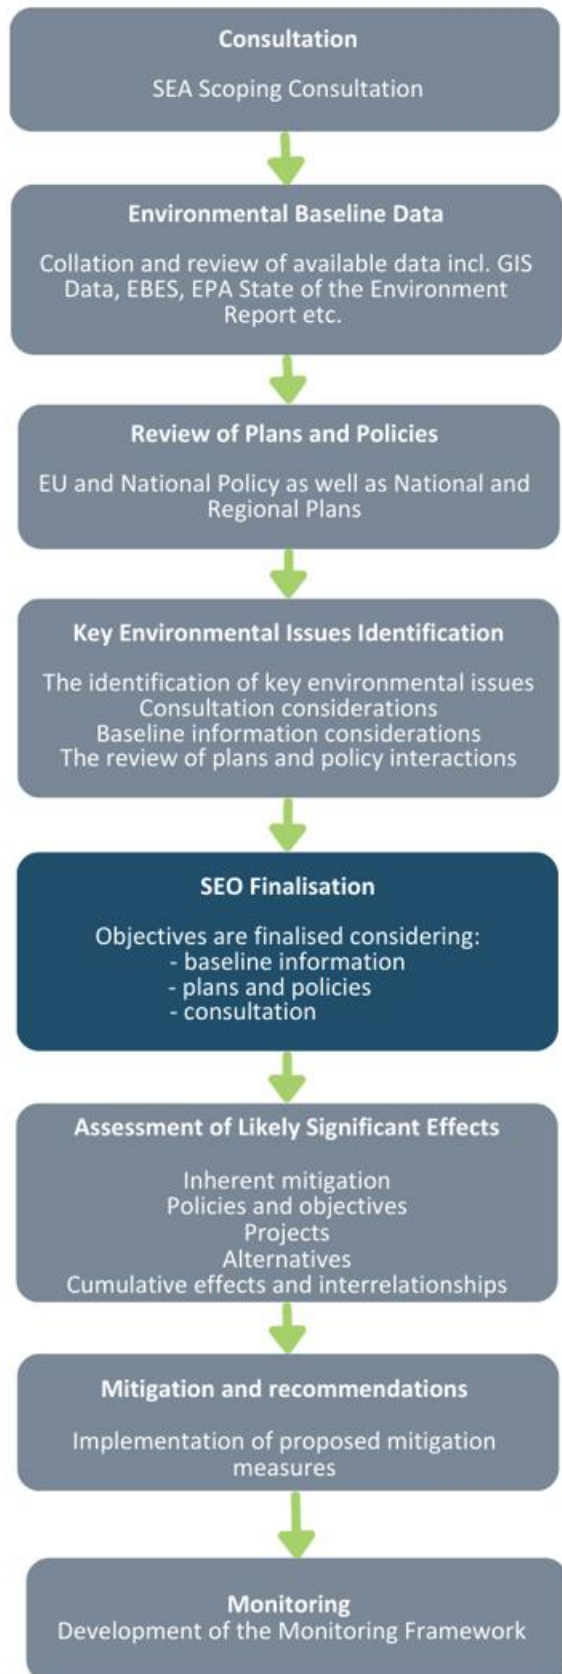 Consultation
SEA Scoping Consultation
Environmental Baseline Data
Collation and review of available data incl. GIS
Data, EBES, EPA State of the Environment
Report etc.
Review of Plans and Policies
EU and National Policy as well as National and
Regional Plans
Key Environmental Issues Identification
The identification of key environmental issues
Consultation considerations
Baseline information considerations
The review of plans and policy interactions
SEO Finalisation
Objectives are finalised considering:
- baseline information
- plans and policies
- consultation
Assessment of Likely Significant Effects
Inherent mitigation
Policies and objectives
Projects
Alternatives
Cumulative effects and interrelationships
Mitigation and recommendations
Implementation of proposed mitigation
measures
Monitoring
Development of the Monitoring Framework